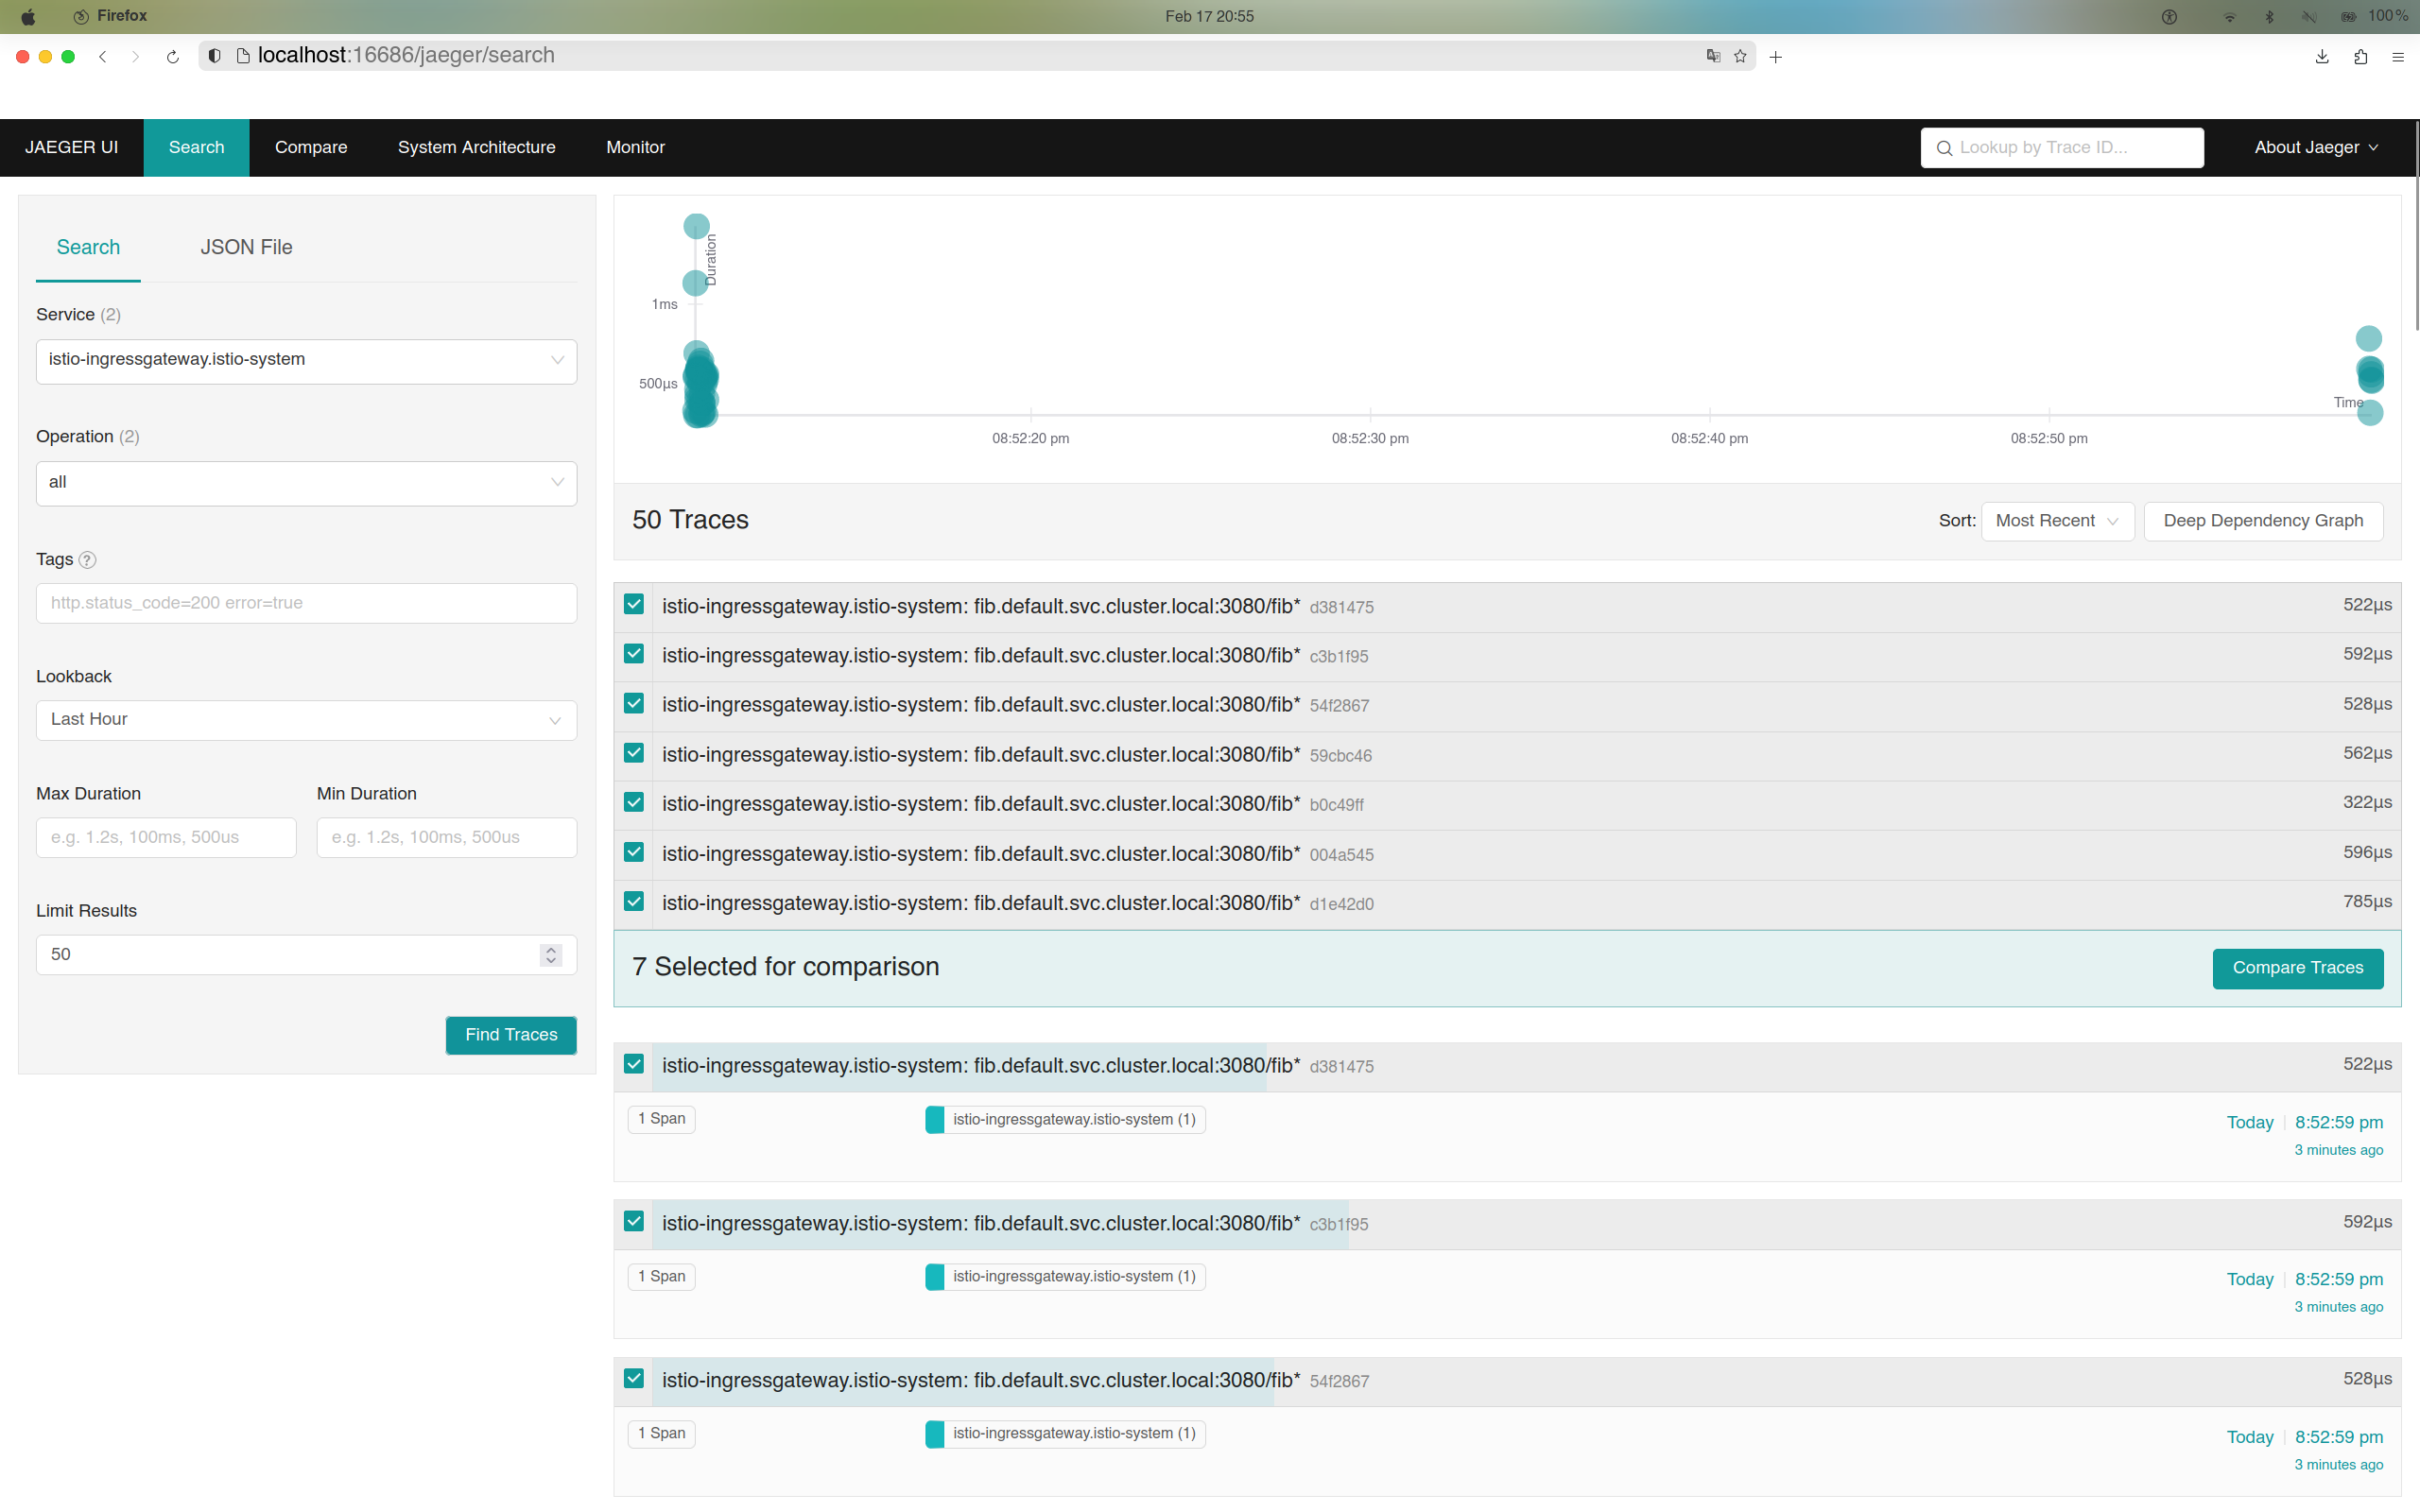 Firefox
Feb 17 20:55
100%
localhost:16686/jaeger/search
JAEGER UI
Search
Compare
System Architecture
Monitor
Lookup by Trace ID...
About Jaeger
Search
JSON File
Service (2)
istio-ingressgateway.istio-system
Operation (2)
all
Tags ?
http.status_code=200 error=true
Lookback
Last Hour
Max Duration
Min Duration
e.g. 1.2s, 100ms, 500us
e.g. 1.2s, 100ms, 500us
Limit Results
50
Find Traces
Duration
1ms
500μs
Time
08:52:20 pm
08:52:30 pm
08:52:40 pm
08:52:50 pm
50 Traces
Sort:
Most Recent
Deep Dependency Graph
istio-ingressgateway.istio-system: fib.default.svc.cluster.local:3080/fib* d381475
522μs
istio-ingressgateway.istio-system: fib.default.svc.cluster.local:3080/fib* c3b1f95
592μs
istio-ingressgateway.istio-system: fib.default.svc.cluster.local:3080/fib* 54f2867
528μs
istio-ingressgateway.istio-system: fib.default.svc.cluster.local:3080/fib* 59cbc46
562μs
istio-ingressgateway.istio-system: fib.default.svc.cluster.local:3080/fib* b0c49ff
322μs
istio-ingressgateway.istio-system: fib.default.svc.cluster.local:3080/fib* 004a545
596μs
istio-ingressgateway.istio-system: fib.default.svc.cluster.local:3080/fib* d1e42d0
785μs
7 Selected for comparison
Compare Traces
istio-ingressgateway.istio-system: fib.default.svc.cluster.local:3080/fib* d381475
522μs
1 Span
istio-ingressgateway.istio-system (1)
Today | 8:52:59 pm
3 minutes ago
istio-ingressgateway.istio-system: fib.default.svc.cluster.local:3080/fib* c3b1f95
592μs
1 Span
istio-ingressgateway.istio-system (1)
Today | 8:52:59 pm
3 minutes ago
istio-ingressgateway.istio-system: fib.default.svc.cluster.local:3080/fib* 54f2867
528μs
1 Span
istio-ingressgateway.istio-system (1)
Today | 8:52:59 pm
3 minutes ago